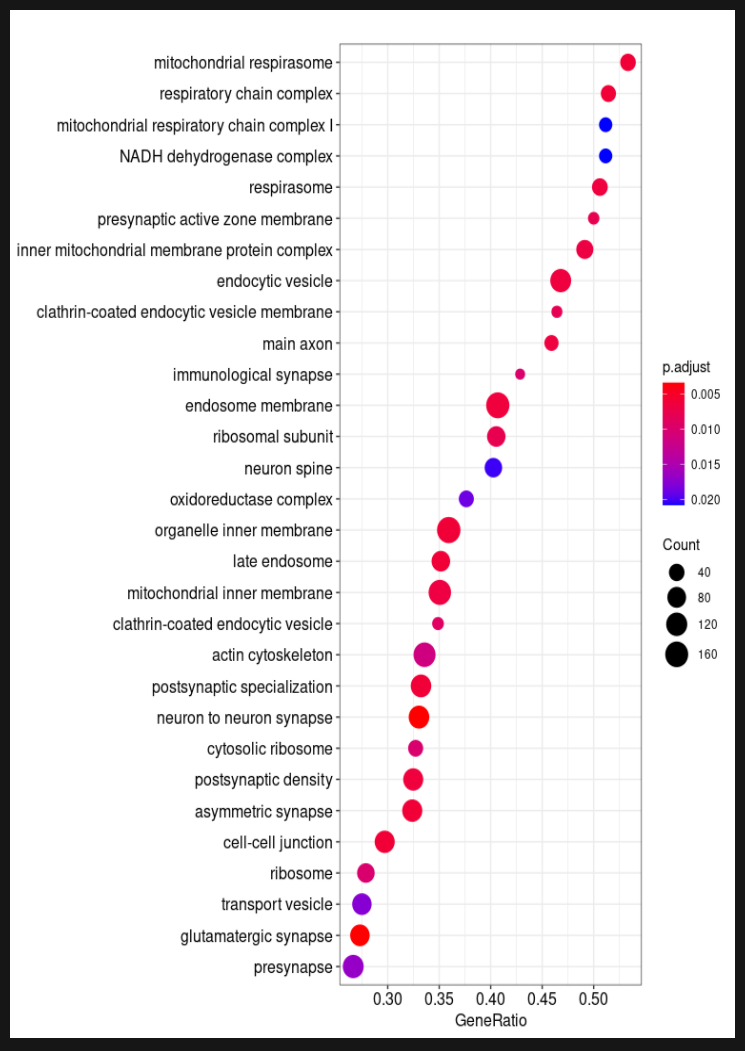 mitochondrial respirasome
respiratory chain complex
mitochondrial respiratory chain complex I
NADH dehydrogenase complex
respirasome
presynaptic active zone membrane
inner mitochondrial membrane protein complex
endocytic vesicle
clathrin-coated endocytic vesicle membrane
main axon
immunological synapse
endosome membrane
ribosomal subunit
neuron spine
oxidoreductase complex
organelle inner membrane
late endosome
mitochondrial inner membrane
clathrin-coated endocytic vesicle
actin cytoskeleton
postsynaptic specialization
neuron to neuron synapse
cytosolic ribosome
postsynaptic density
asymmetric synapse
cell-cell junction
ribosome
transport vesicle
glutamatergic synapse
presynapse
0.30 0.35 0.40 0.45 0.50
GeneRatio
p.adjust
0.005
0.010
0.015
0.020
Count
40
80
120
160